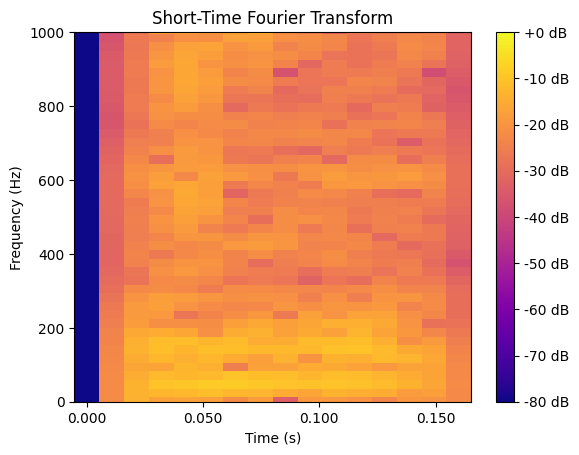 Short-Time Fourier Transform
Frequency (Hz)
1000
800
600
400
200
0
0.000
0.050
0.100
0.150
Time (s)
+0 dB
-10 dB
-20 dB
-30 dB
-40 dB
-50 dB
-60 dB
-70 dB
-80 dB